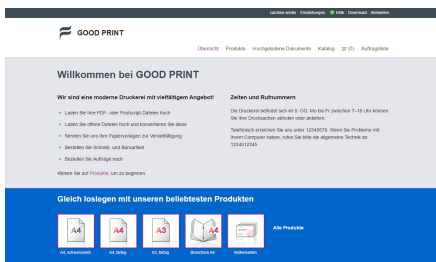 sandine winter Einstellungen Hilfe Download Abmelden
GOOD PRINT
Übersicht Produkte Hochgeladene Dokumente Katalog (0) Auftragsliste
Willkommen bei GOOD PRINT
Wir sind eine moderne Druckerei mit vielfältigem Angebot!
Laden Sie Ihre PDF- oder Postscript-Dateien hoch
Laden Sie offene Dateien hoch und konvertieren Sie diese
Senden Sie uns Ihre Papiervorlagen zur Vervielfältigung
Bestellen Sie Schreib- und Büroartikel
Bestellen Sie Aufträge nach
Klicken Sie auf Produkte, um zu beginnen
Zeiten und Rufnummern
Die Druckerei befindet sich im 5. OG. Mo bis Fr zwischen 7–16 Uhr können
Sie Ihre Drucksachen abholen oder anliefern.
Telefonisch erreichen Sie uns unter 12345678. Wenn Sie Probleme mit
Ihrem Computer haben, rufen Sie bitte die allgemeine Technik an:
1234512345
Gleich loslegen mit unseren beliebtesten Produkten
A4
A4
A3
A4
Alle Produkte
A4, schwarzweiß
A4, farbig
A3, farbig
Broschüre A4
Visitenkarten